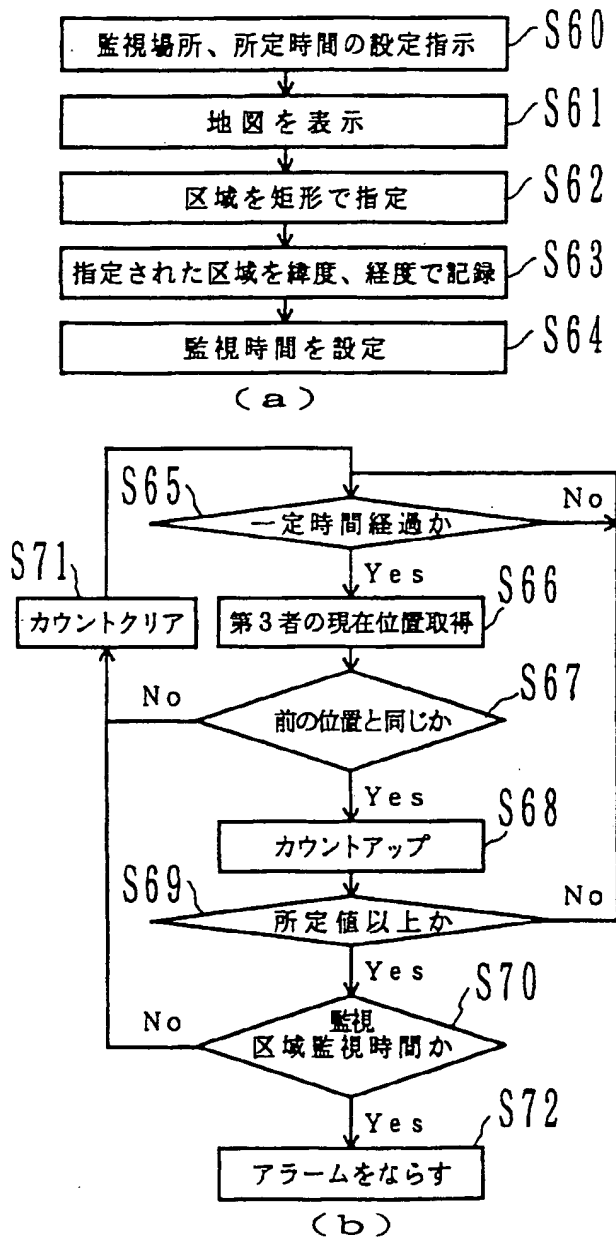 監視場所、所定時間の設定指示
S60
地図を表示
S61
区域を矩形で指定
S62
指定された区域を緯度、経度で記録
S63
監視時間を設定
S64
(a)
S65
一定時間経過か
No
Yes
S71
カウントクリア
第3者の現在位置取得
S66
No
前の位置と同じか
S67
Yes
カウントアップ
S68
S69
所定値以上か
No
Yes
No
監視
区域監視時間か
S70
Yes
アラームをならす
S72
(b)